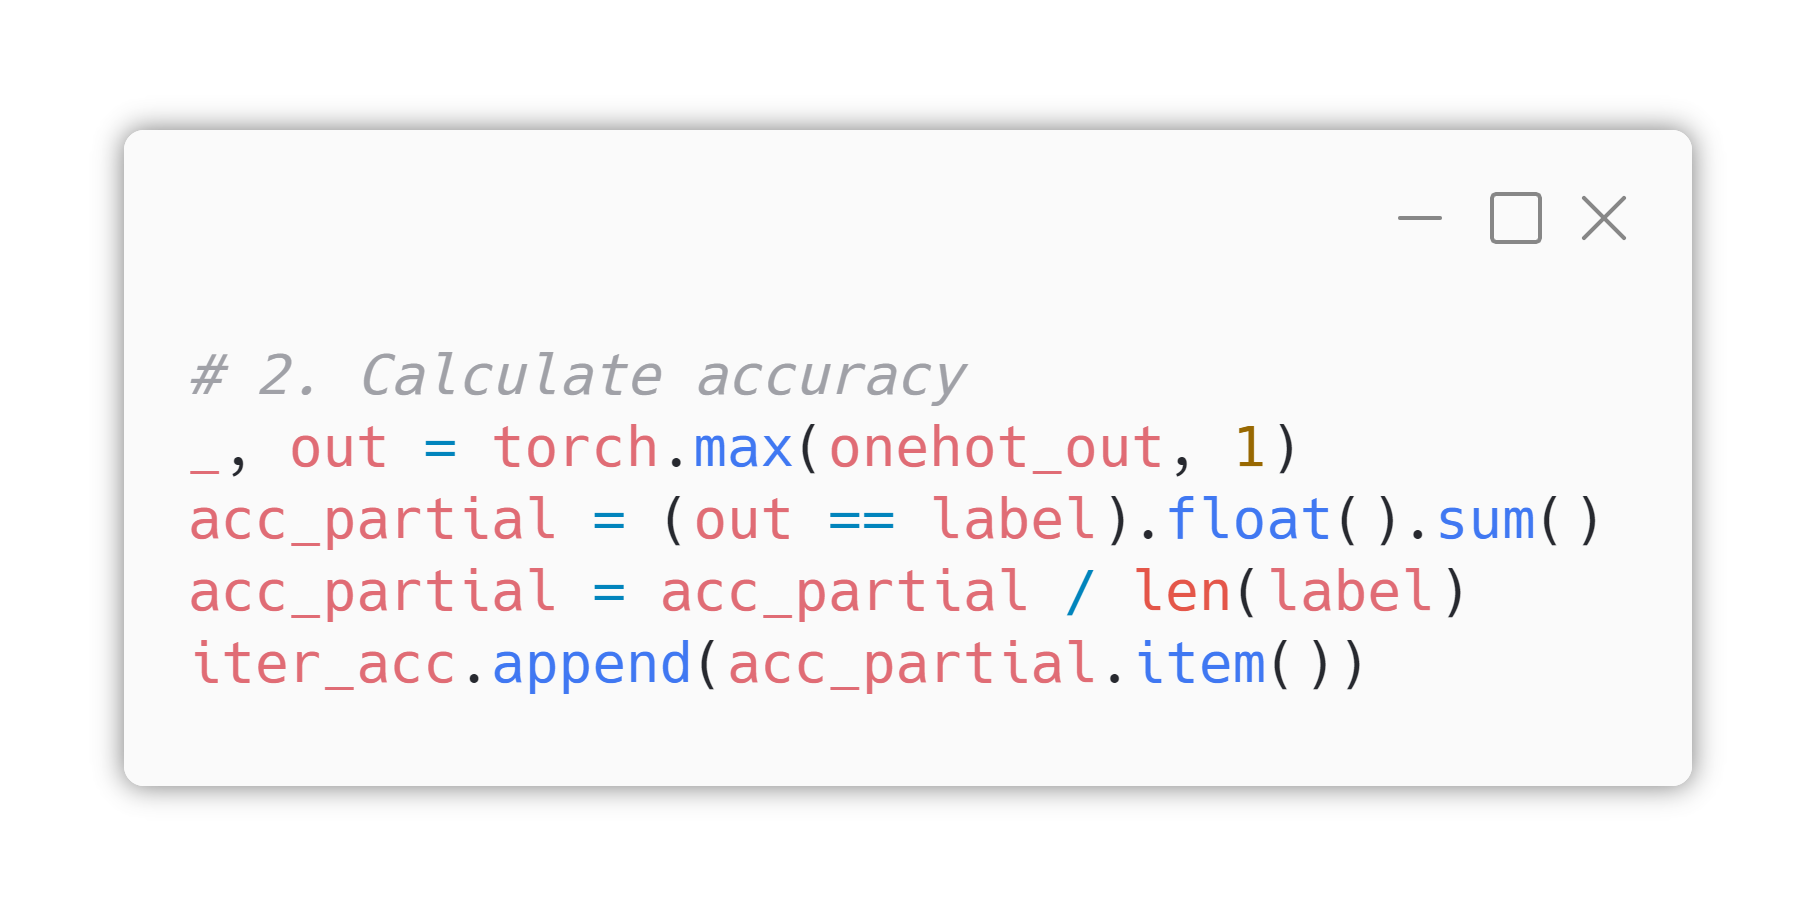 # 2. Calculate accuracy
_, out = torch.max(onehot_out, 1)
acc_partial = (out == label).float().sum()
acc_partial = acc_partial / len(label)
iter_acc.append(acc_partial.item())